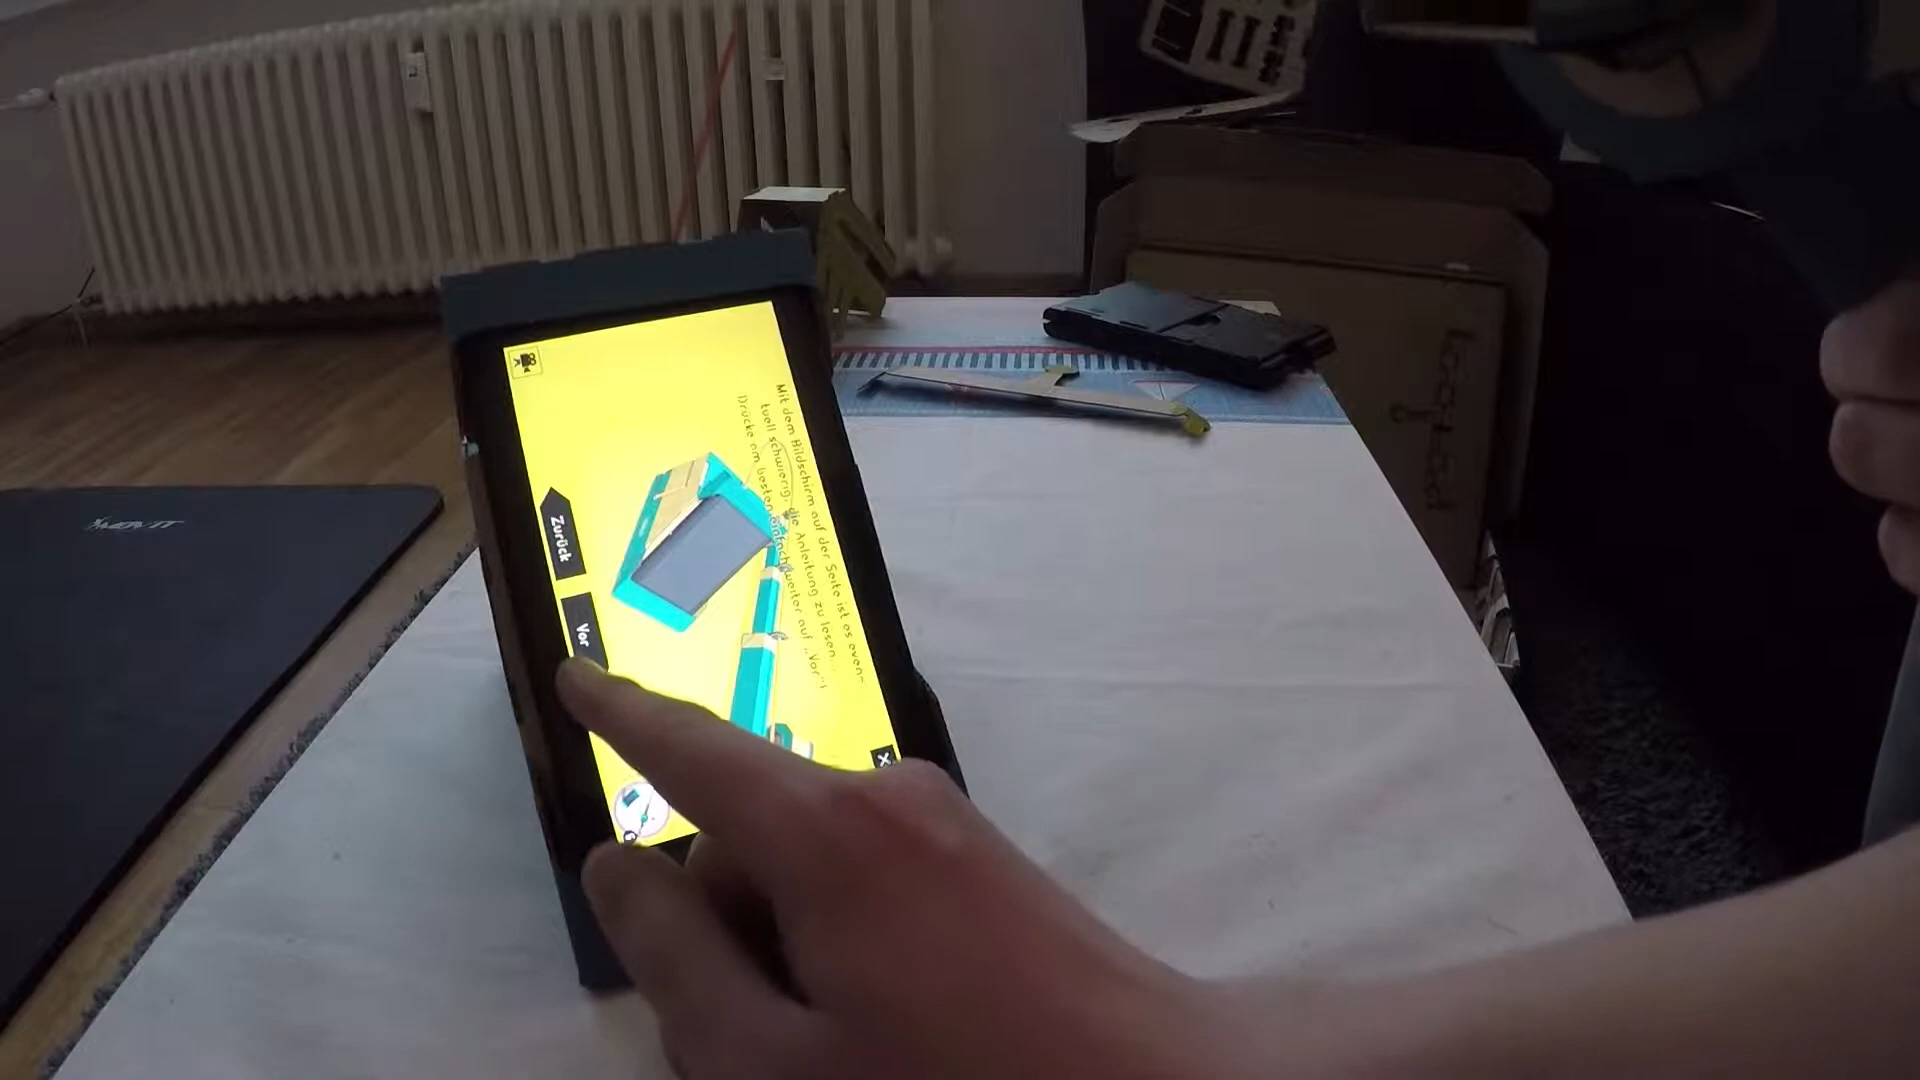 Mit dem Bildschirm auf der Seite ist es even-
tuell schwierig, die Anleitung zu lesen...
Drücke am besten einfach weiter auf „Vor“!
Zurück
Vor
X
MOVIT